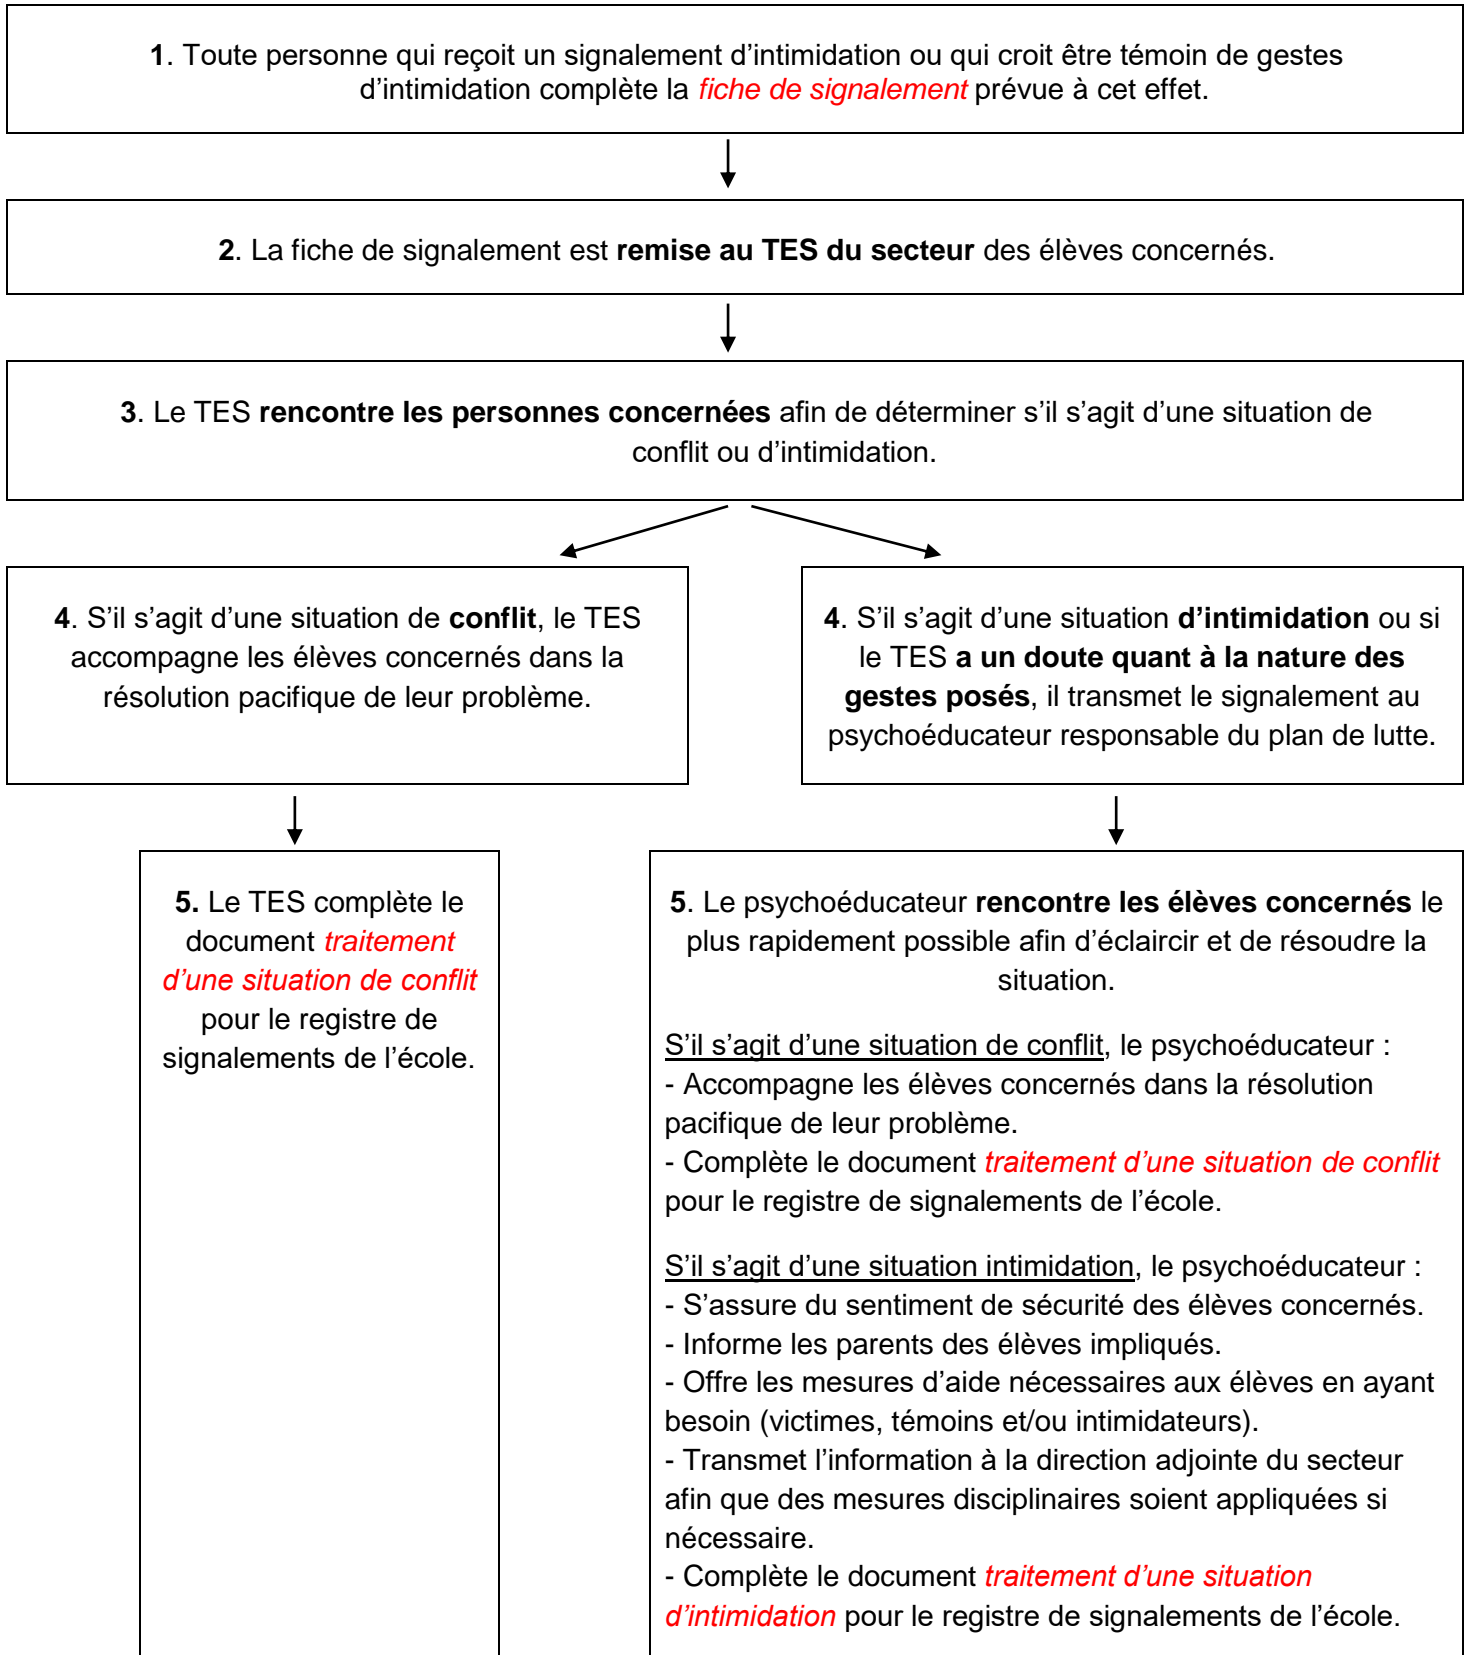 1. Toute personne qui reçoit un signalement d’intimidation ou qui croit être témoin de gestes
d’intimidation complète la fiche de signalement prévue à cet effet.
2. La fiche de signalement est remise au TES du secteur des élèves concernés.
3. Le TES rencontre les personnes concernées afin de déterminer s’il s’agit d’une situation de
conflit ou d’intimidation.
4. S’il s’agit d’une situation de conflit, le TES
accompagne les élèves concernés dans la
résolution pacifique de leur problème.
4. S’il s’agit d’une situation d’intimidation ou si
le TES a un doute quant à la nature des
gestes posés, il transmet le signalement au
psychoéducateur responsable du plan de lutte.
5. Le TES complète le
document traitement
d’une situation de conflit
pour le registre de
signalements de l’école.
5. Le psychoéducateur rencontre les élèves concernés le
plus rapidement possible afin d’éclaircir et de résoudre la
situation.
S’il s’agit d’une situation de conflit, le psychoéducateur :
- Accompagne les élèves concernés dans la résolution
pacifique de leur problème.
- Complète le document traitement d’une situation de conflit
pour le registre de signalements de l’école.
S’il s’agit d’une situation intimidation, le psychoéducateur :
- S’assure du sentiment de sécurité des élèves concernés.
- Informe les parents des élèves impliqués.
- Offre les mesures d’aide nécessaires aux élèves en ayant
besoin (victimes, témoins et/ou intimidateurs).
- Transmet l’information à la direction adjointe du secteur
afin que des mesures disciplinaires soient appliquées si
nécessaire.
- Complète le document traitement d’une situation
d’intimidation pour le registre de signalements de l’école.